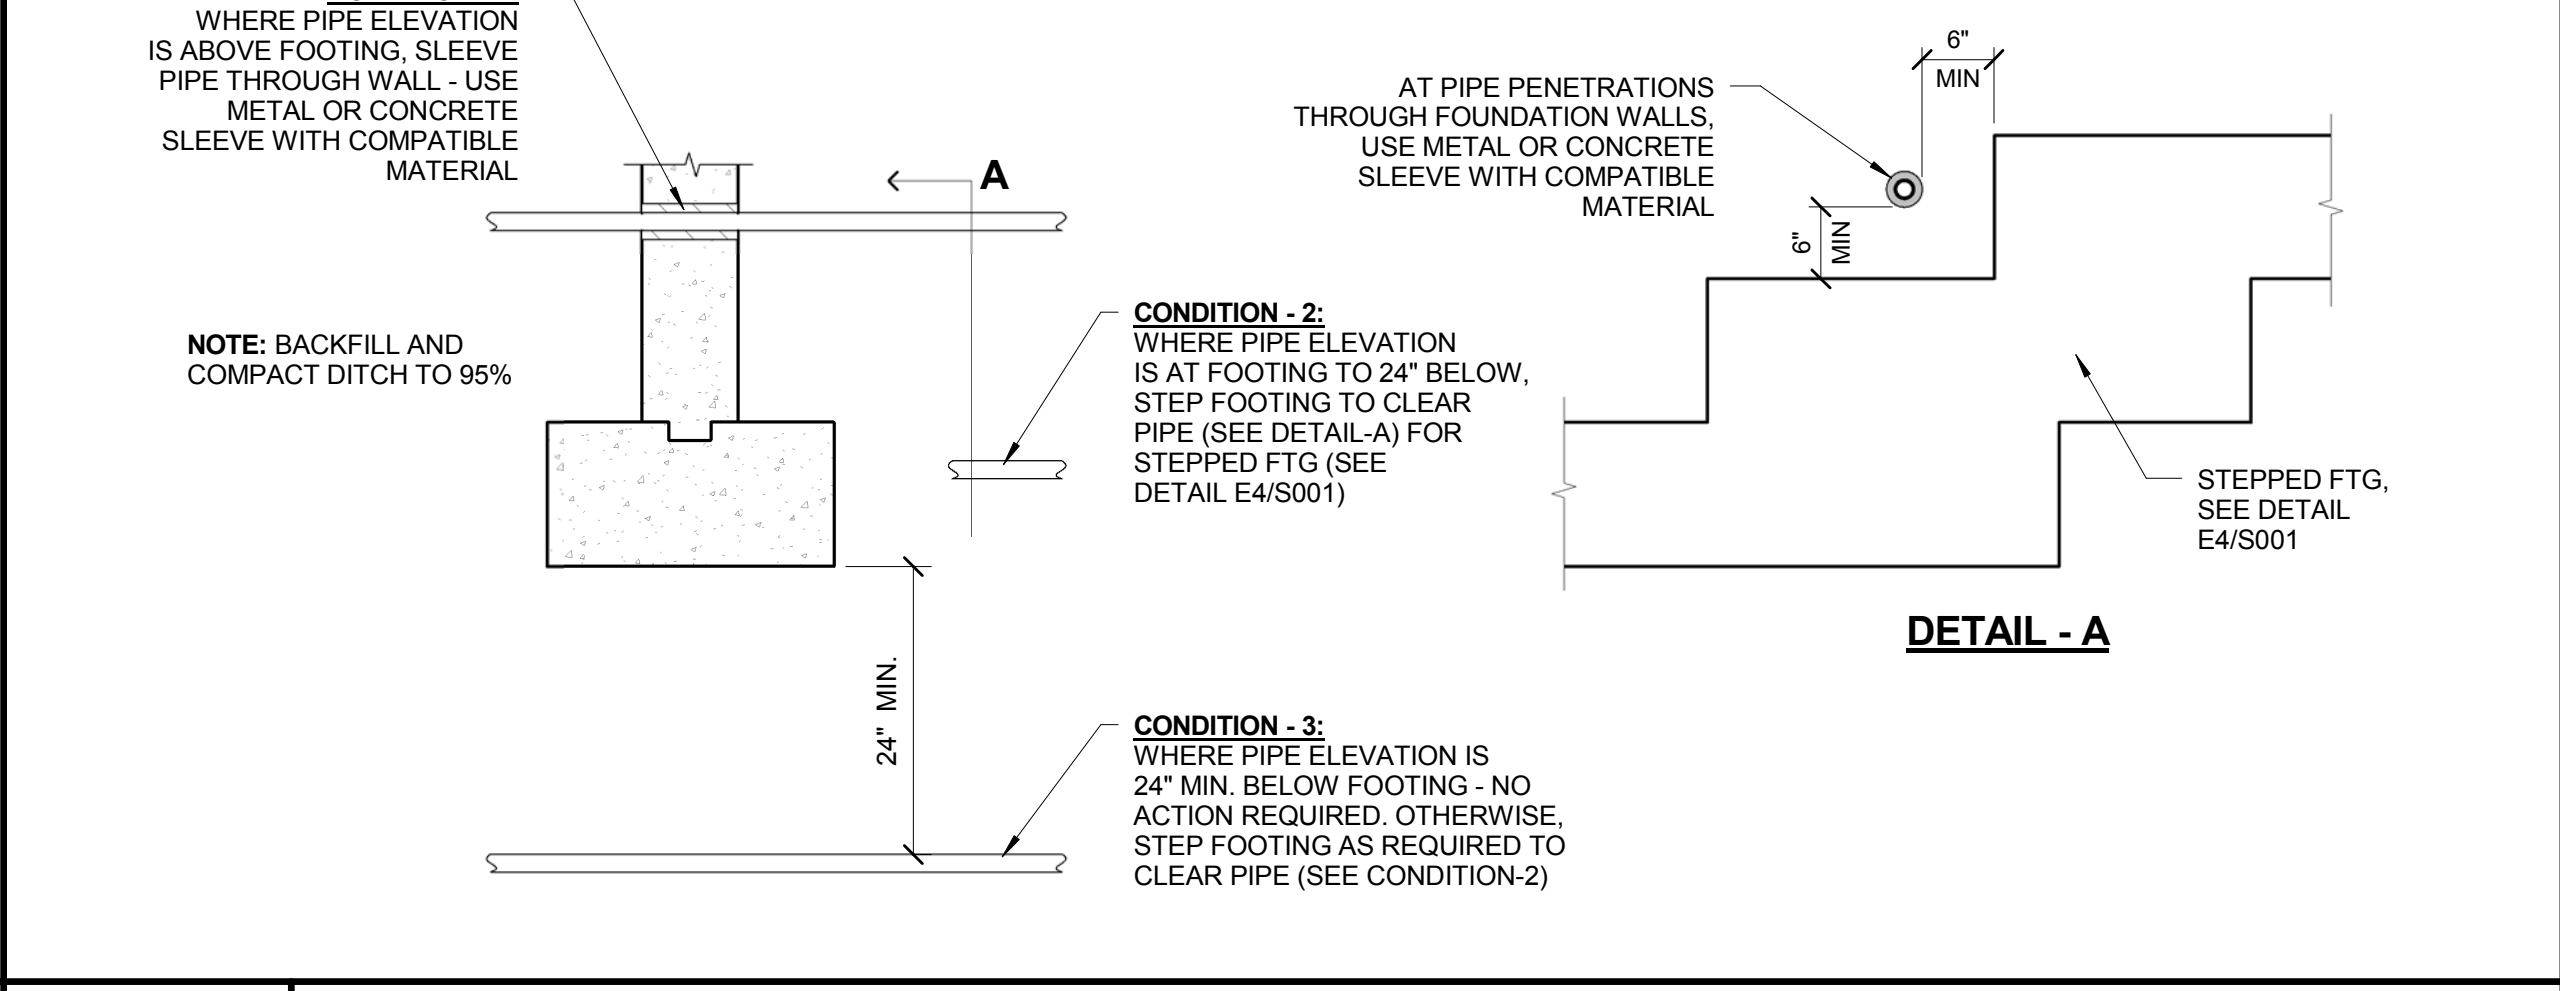 WHERE PIPE ELEVATION
IS ABOVE FOOTING, SLEEVE
PIPE THROUGH WALL - USE
METAL OR CONCRETE
SLEEVE WITH COMPATIBLE
MATERIAL
A
NOTE: BACKFILL AND
COMPACT DITCH TO 95%
CONDITION - 2:
WHERE PIPE ELEVATION
IS AT FOOTING TO 24" BELOW,
STEP FOOTING TO CLEAR
PIPE (SEE DETAIL-A) FOR
STEPPED FTG (SEE
DETAIL E4/S001)
24" MIN.
CONDITION - 3:
WHERE PIPE ELEVATION IS
24" MIN. BELOW FOOTING - NO
ACTION REQUIRED. OTHERWISE,
STEP FOOTING AS REQUIRED TO
CLEAR PIPE (SEE CONDITION-2)
AT PIPE PENETRATIONS
THROUGH FOUNDATION WALLS,
USE METAL OR CONCRETE
SLEEVE WITH COMPATIBLE
MATERIAL
6"
MIN
6"
MIN
STEPPED FTG,
SEE DETAIL
E4/S001
DETAIL - A